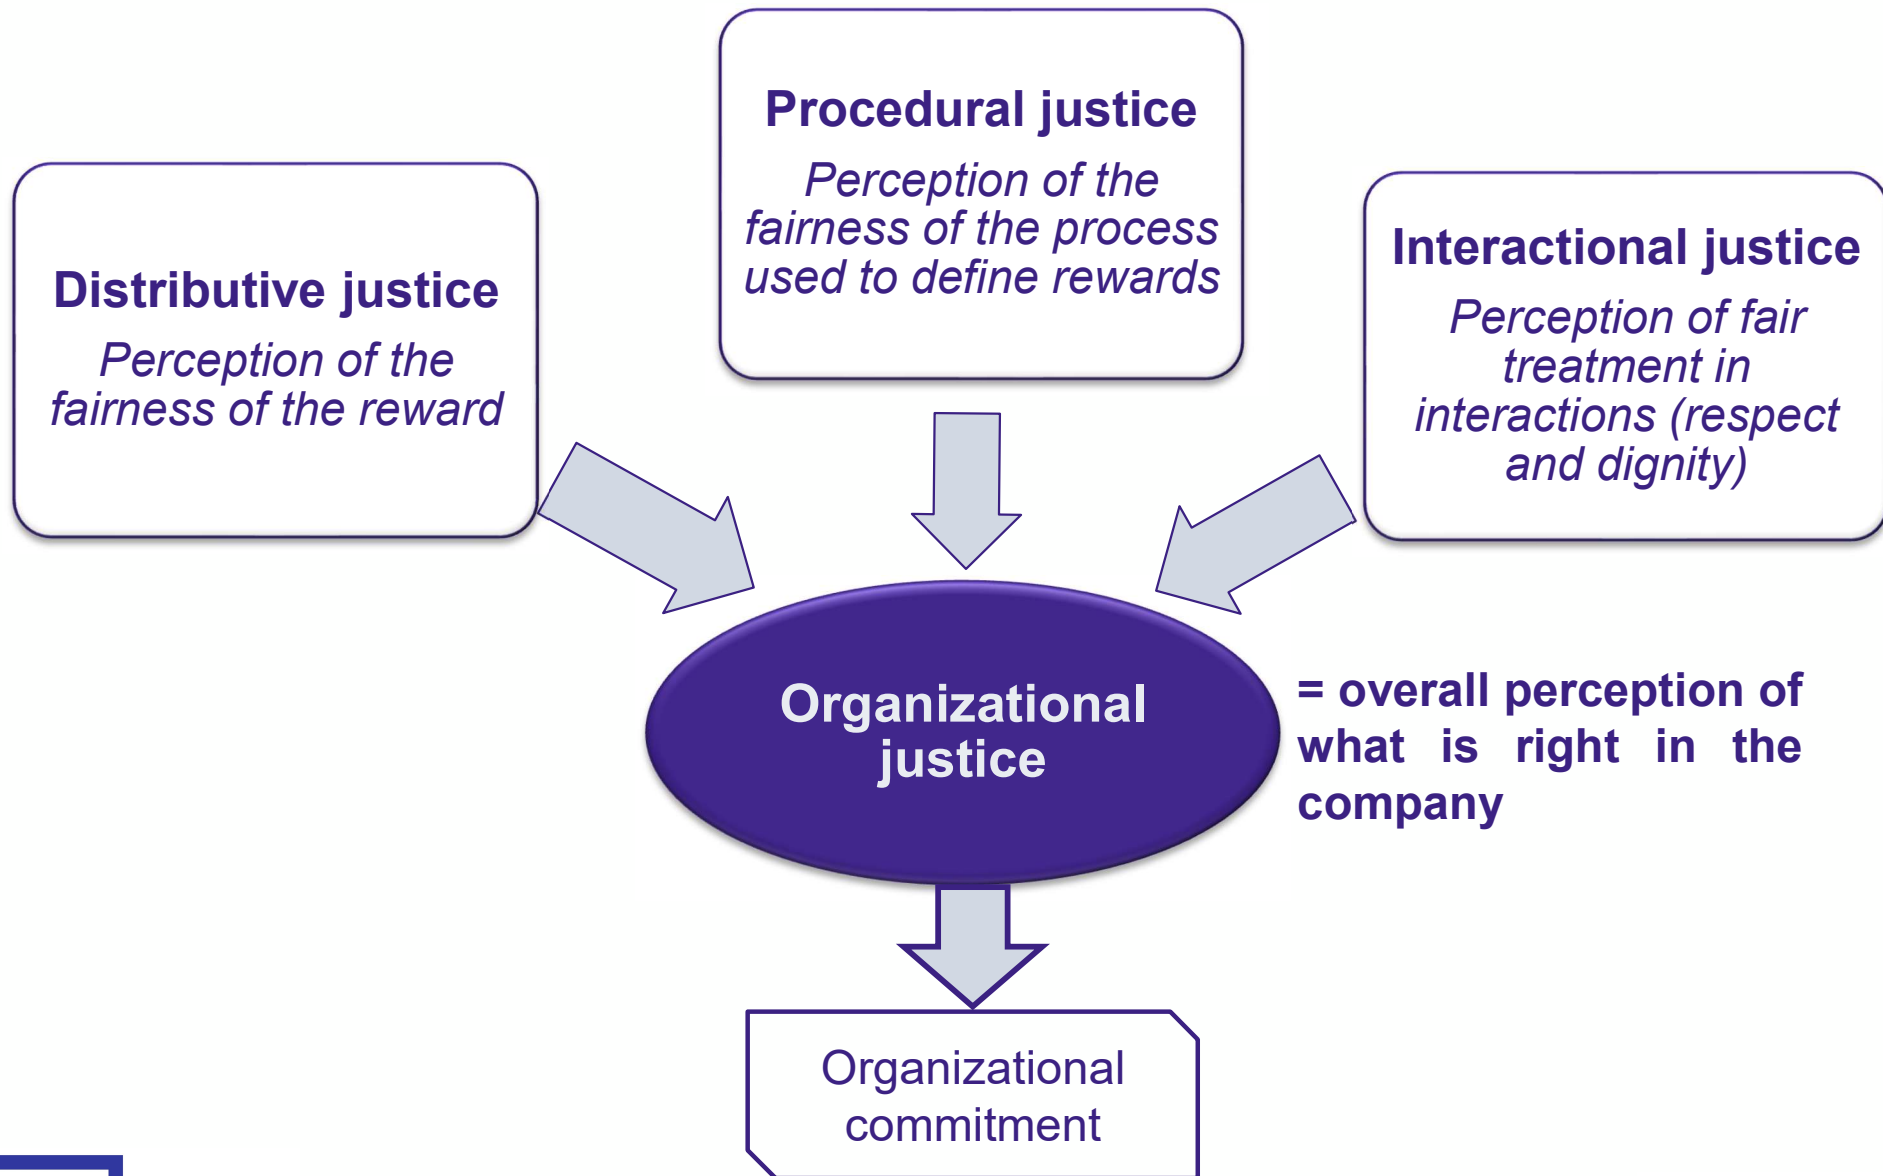 Procedural justice
Perception of the
fairness of the process
used to define rewards
Distributive justice
Perception of the
fairness of the reward
Interactional justice
Perception of fair
treatment in
interactions (respect
and dignity)
Organizational
justice
= overall perception of
what is right in the
company
Organizational
commitment